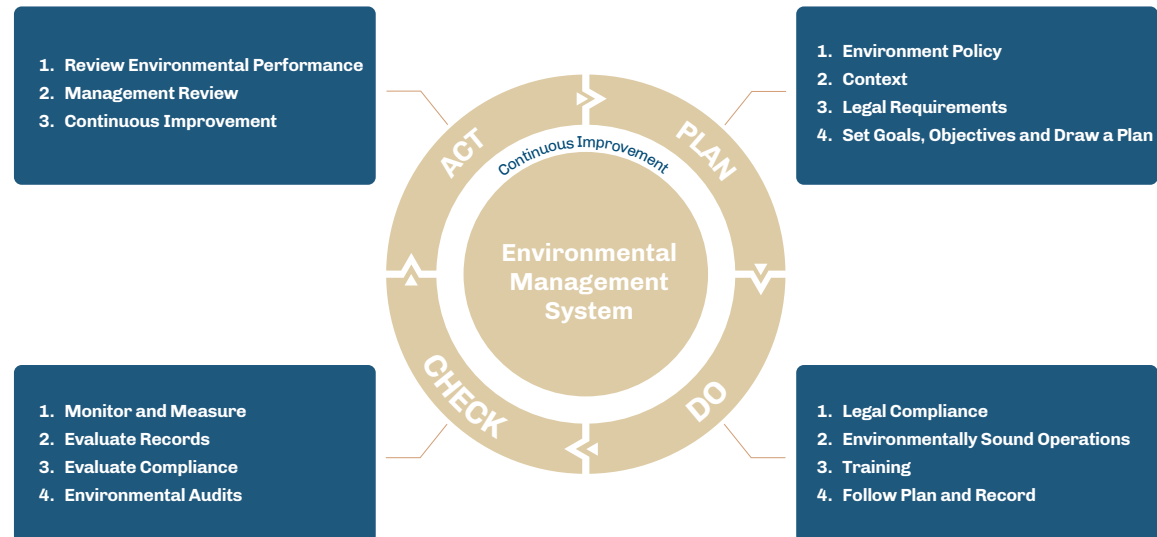 1. Review Environmental Performance
2. Management Review
3. Continuous Improvement
1. Environment Policy
2. Context
3. Legal Requirements
4. Set Goals, Objectives and Draw a Plan
ACT
PLAN
Continuous Improvement
Environmental
Management
System
CHECK
DO
1. Monitor and Measure
2. Evaluate Records
3. Evaluate Compliance
4. Environmental Audits
1. Legal Compliance
2. Environmentally Sound Operations
3. Training
4. Follow Plan and Record